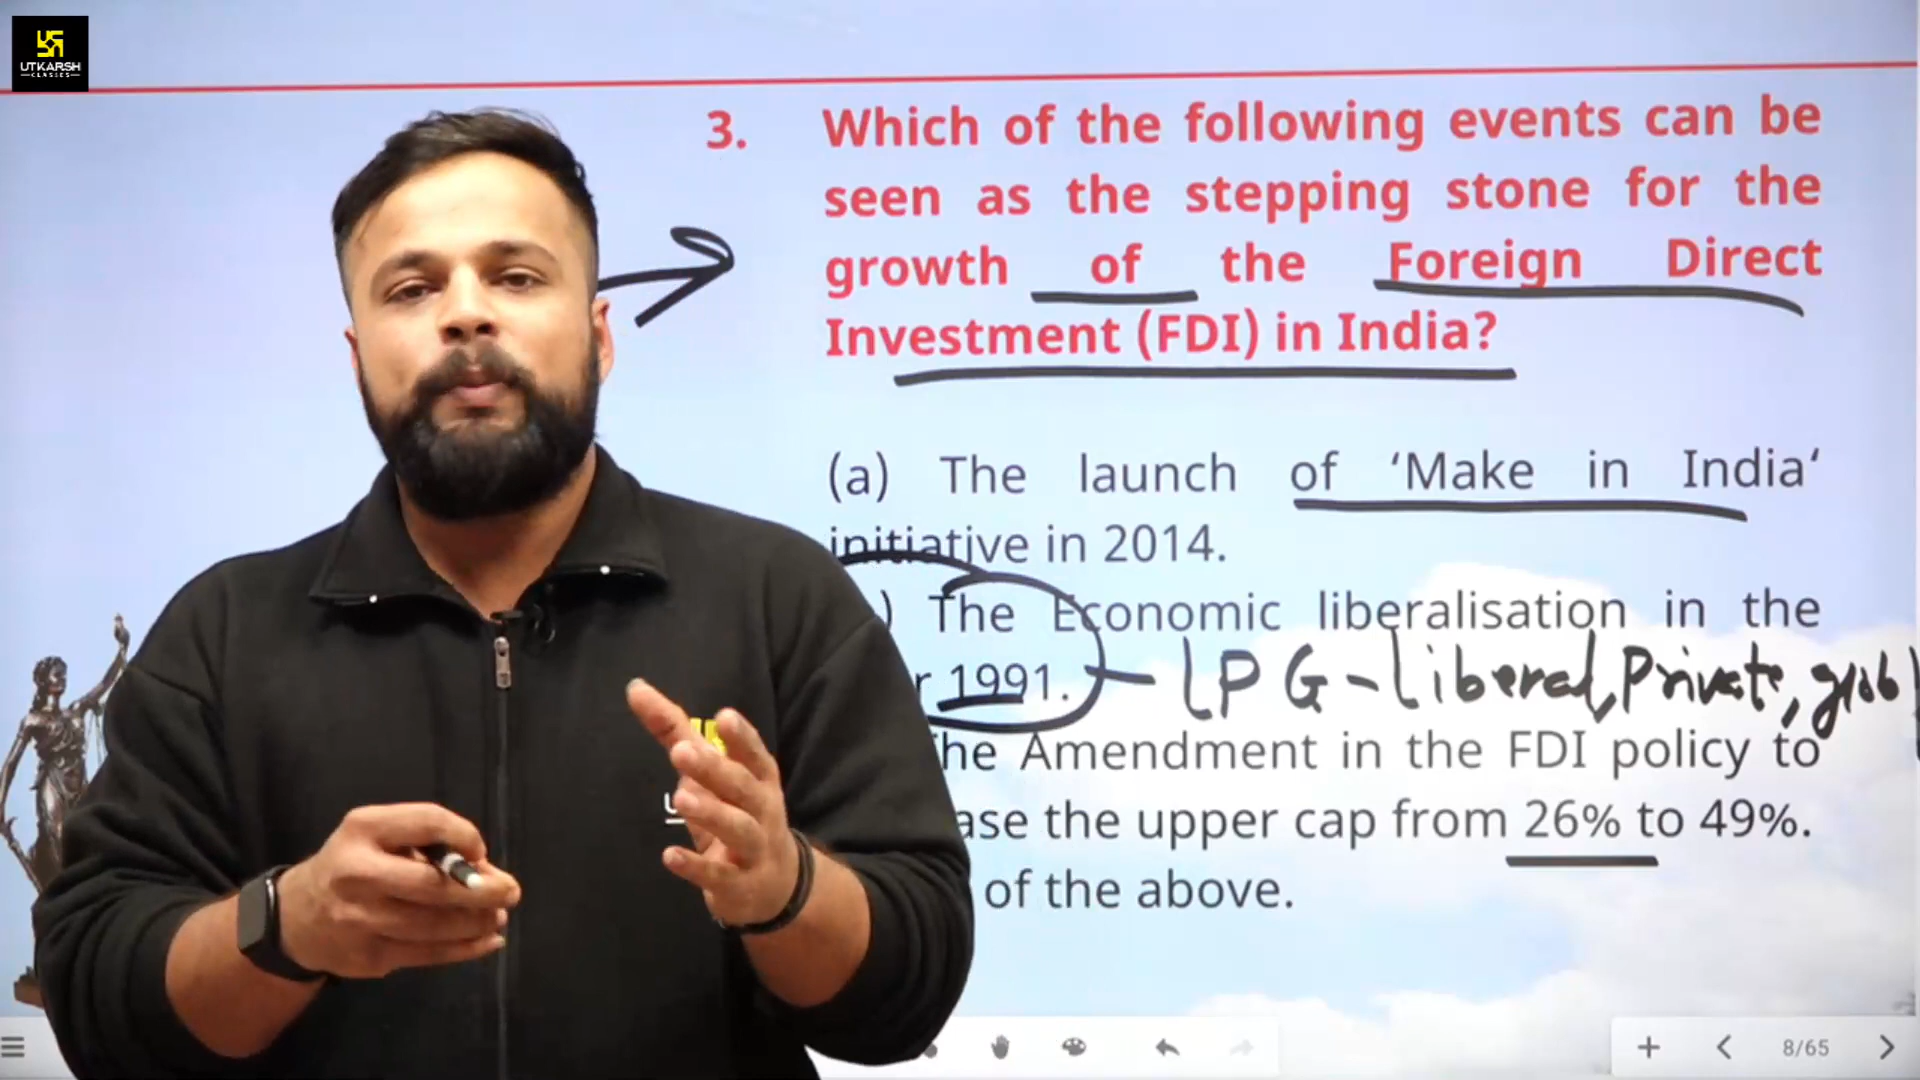 UTKARSH
CLASSES
3. Which of the following events can be
seen as the stepping stone for the
growth of the Foreign Direct
Investment (FDI) in India?
(a) The launch of ‘Make in India‘
initiative in 2014.
) The Economic liberalisation in the
r 1991. - LPG - Liberal, Private, glob
he Amendment in the FDI policy to
ase the upper cap from 26% to 49%.
of the above.
8/65